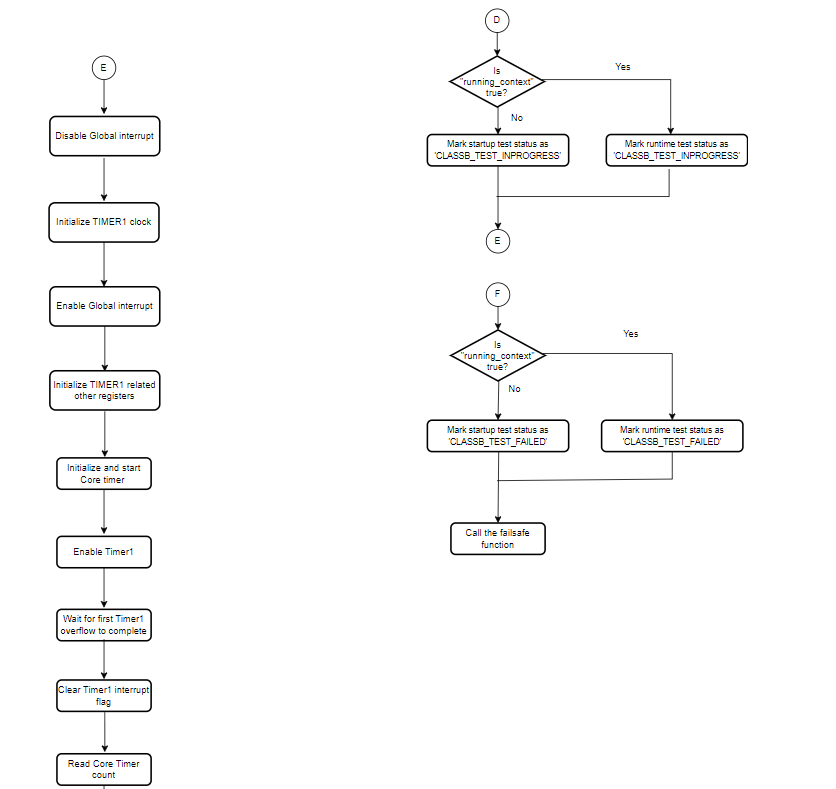 E
Disable Global interrupt
Initialize TIMER1 clock
Enable Global interrupt
Initialize TIMER1 related
other registers
Initialize and start
Core timer
Enable Timer1
Wait for first Timer1
overflow to complete
Clear Timer1 interrupt
flag
Read Core Timer
count
D
Is
"running_context"
true?
Yes
No
Mark startup test status as
'CLASSB_TEST_INPROGRESS'
Mark runtime test status as
'CLASSB_TEST_INPROGRESS'
E
F
Is
"running_context"
true?
Yes
No
Mark startup test status as
'CLASSB_TEST_FAILED'
Mark runtime test status as
'CLASSB_TEST_FAILED'
Call the failsafe
function